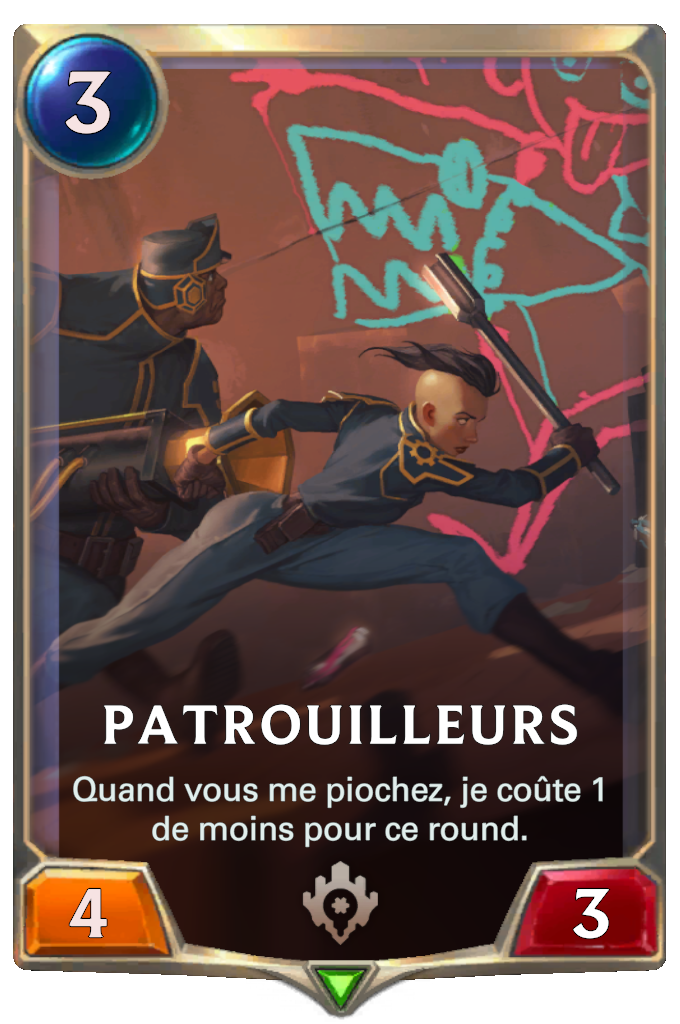 3
PATROUILLEURS
Quand vous me piochez, je coûte 1
de moins pour ce round.
4
3